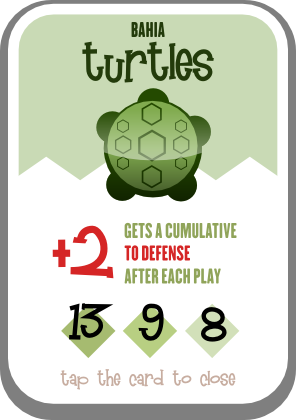 BAHIA
turtles
+2
GETS A CUMULATIVE
TO DEFENSE
AFTER EACH PLAY
13 9 8
tap the card to close